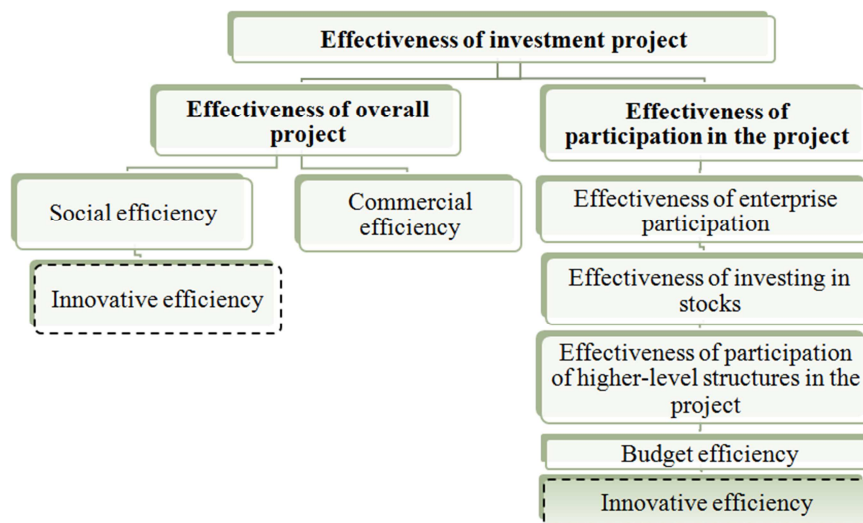 Effectiveness of investment project
Effectiveness of overall
project
Effectiveness of
participation in the project
Social efficiency
Commercial
efficiency
Innovative efficiency
Effectiveness of enterprise
participation
Effectiveness of investing in
stocks
Effectiveness of participation
of higher-level structures in the
project
Budget efficiency
Innovative efficiency